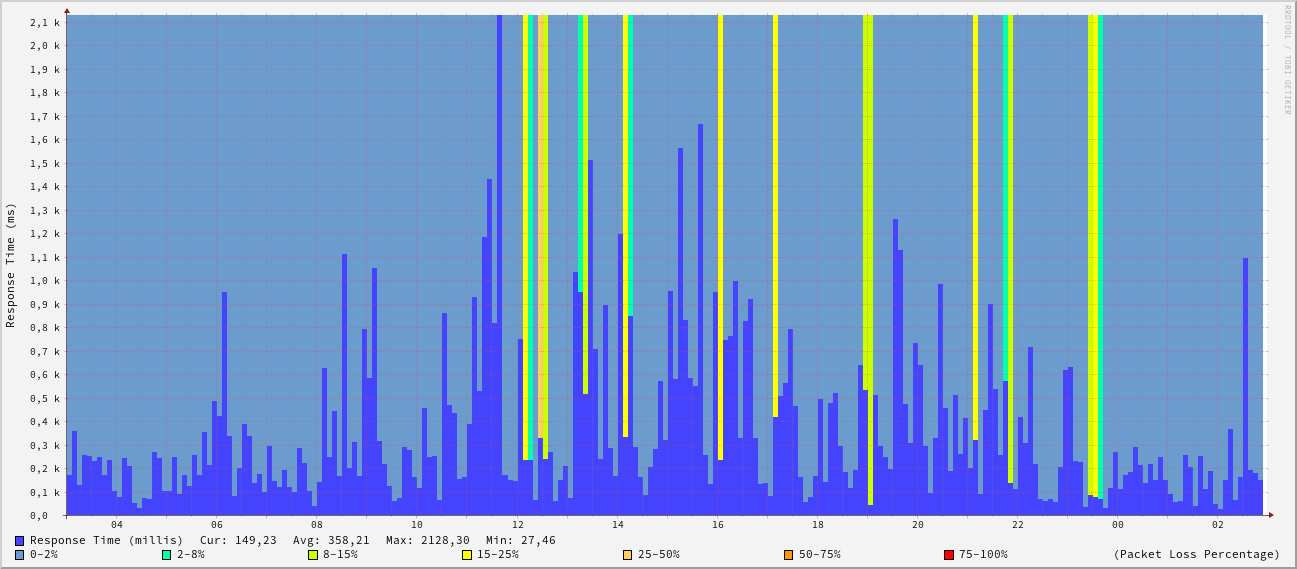 RRDTOOL / TOBI OETIKER
Response Time (ms)
2,1 k
2,0 k
1,9 k
1,8 k
1,7 k
1,6 k
1,5 k
1,4 k
1,3 k
1,2 k
1,1 k
1,0 k
0,9 k
0,8 k
0,7 k
0,6 k
0,5 k
0,4 k
0,3 k
0,2 k
0,1 k
0,0
04 06 08 10 12 14 16 18 20 22 00 02
Response Time (millis) Cur: 149,23 Avg: 358,21 Max: 2128,30 Min: 27,46
0-2% 2-8% 8-15% 15-25% 25-50% 50-75% 75-100% (Packet Loss Percentage)